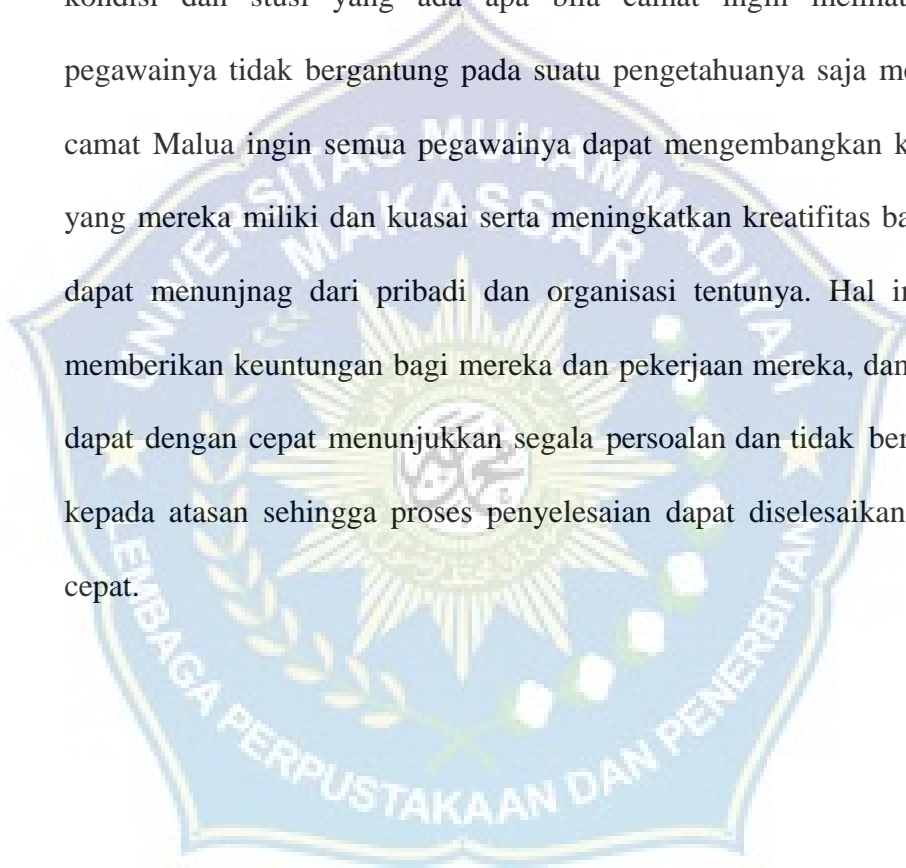 kondisi dan stusi yang ada apa bila camat ingin
pegawainya tidak bergantung pada suatu pengetahuanya saja
camat Malua ingin semua pegawainya dapat mengembangkan
yang mereka miliki dan kuasai serta meningkatkan kreatifitas
dapat menunjnag dari pribadi dan organisasi tentunya. Hal
memberikan keuntungan bagi mereka dan pekerjaan mereka, dan
dapat dengan cepat menunjukkan segala persoalan dan tidak
kepada atasan sehingga proses penyelesaian dapat diselesaikan
cepat.
UNIVERSITAS MUHAMMADIYAH
MAKASSAR
LEMBAGA PERPUSTAKAAN DAN PENERBITAN